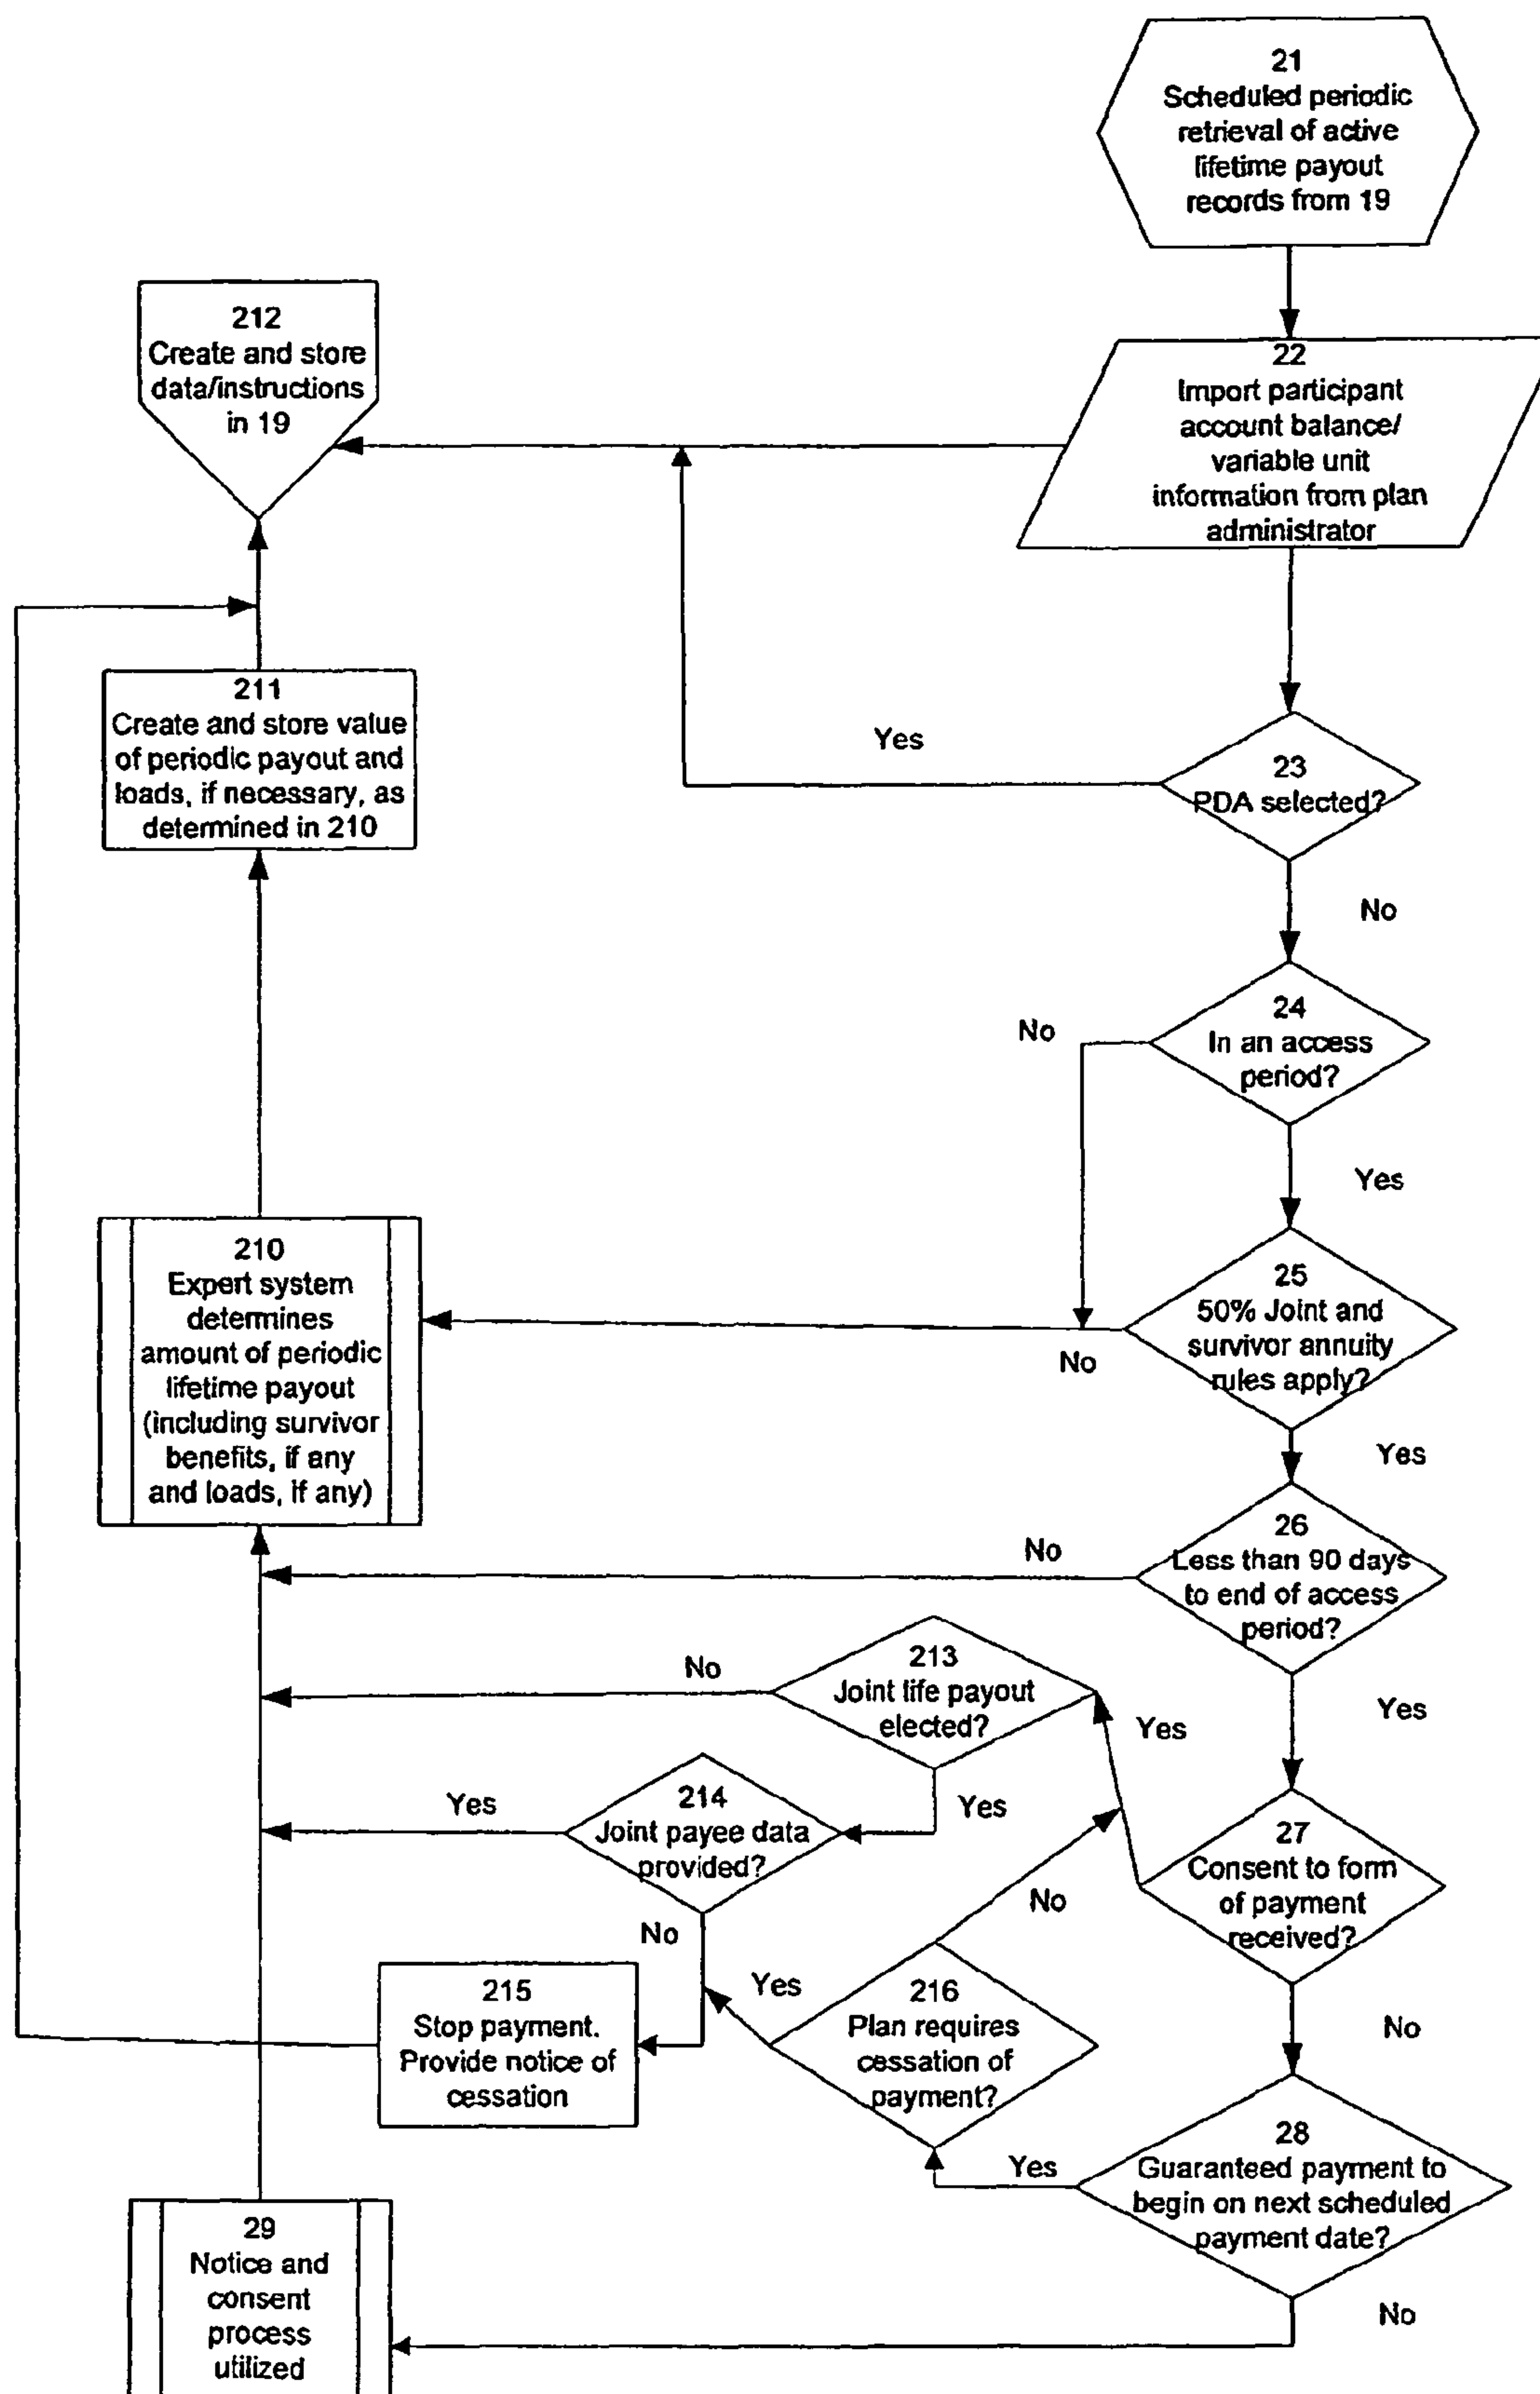 21
Scheduled periodic
retrieval of active
lifetime payout
records from 19
212
Create and store
data/instructions
in 19
22
Import participant
account balance/
variable unit
information from plan
administrator
211
Create and store value
of periodic payout and
loads, if necessary, as
determined in 210
Yes
23
PDA selected?
No
24
In an access
period?
No
Yes
210
Expert system
determines
amount of periodic
lifetime payout
(including survivor
benefits, if any
and loads, if any)
25
50% Joint and
survivor annuity
rules apply?
No
Yes
26
Less than 90 days
to end of access
period?
No
Yes
213
Joint life payout
elected?
No
Yes
Yes
214
Joint payee data
provided?
Yes
No
27
Consent to form
of payment
received?
No
No
215
Stop payment.
Provide notice of
cessation
Yes
216
Plan requires
cessation of
payment?
28
Guaranteed payment to
begin on next scheduled
payment date?
Yes
No
29
Notice and
consent
process
utilized